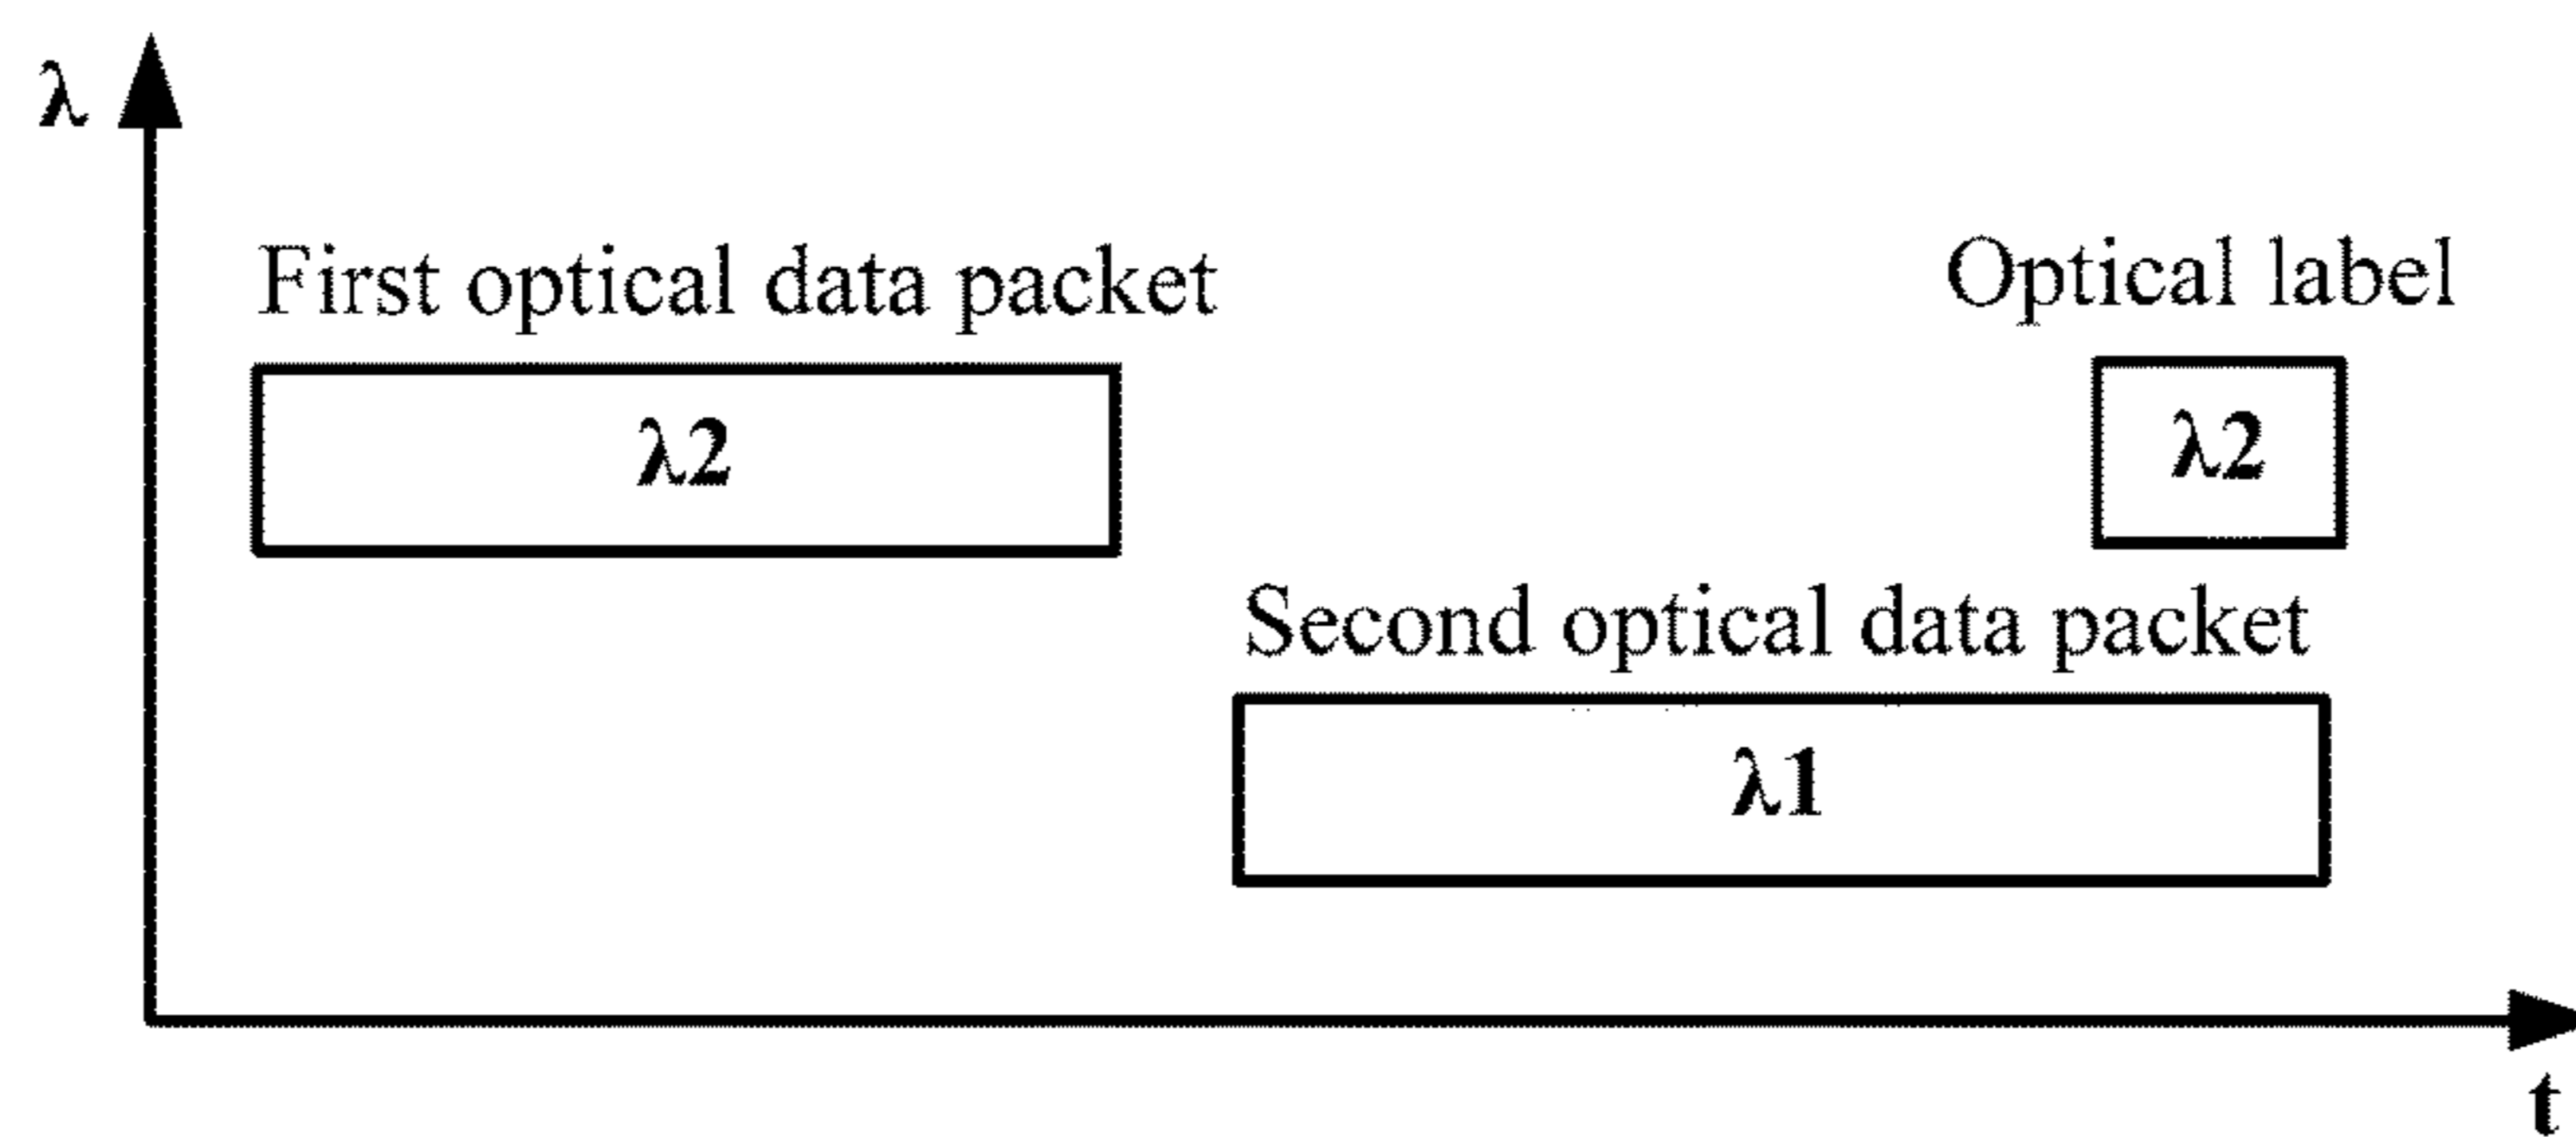 λ
First optical data packet
Optical label
λ2
λ2
Second optical data packet
λ1
t